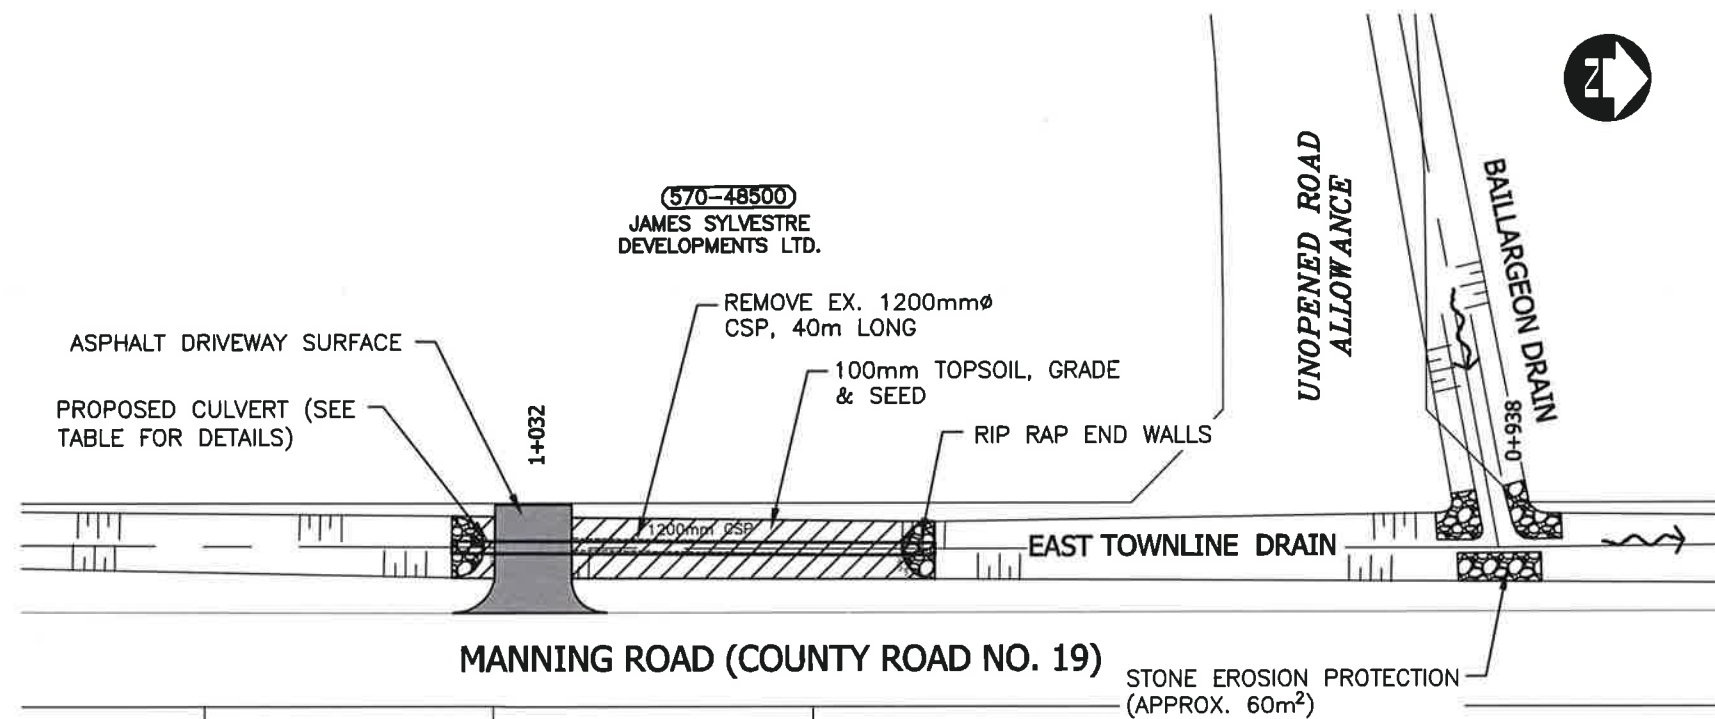 N
570-48500
JAMES SYLVESTRE
DEVELOPMENTS LTD.
UNOPENED ROAD
ALLOWANCE
BAILLARGEON DRAIN
0+938
REMOVE EX. 1200mmø
CSP, 40m LONG
ASPHALT DRIVEWAY SURFACE
100mm TOPSOIL, GRADE
& SEED
PROPOSED CULVERT (SEE
TABLE FOR DETAILS)
1+032
RIP RAP END WALLS
1200mm CSP
EAST TOWNLINE DRAIN
MANNING ROAD (COUNTY ROAD NO. 19)
STONE EROSION PROTECTION
(APPROX. 60m²)